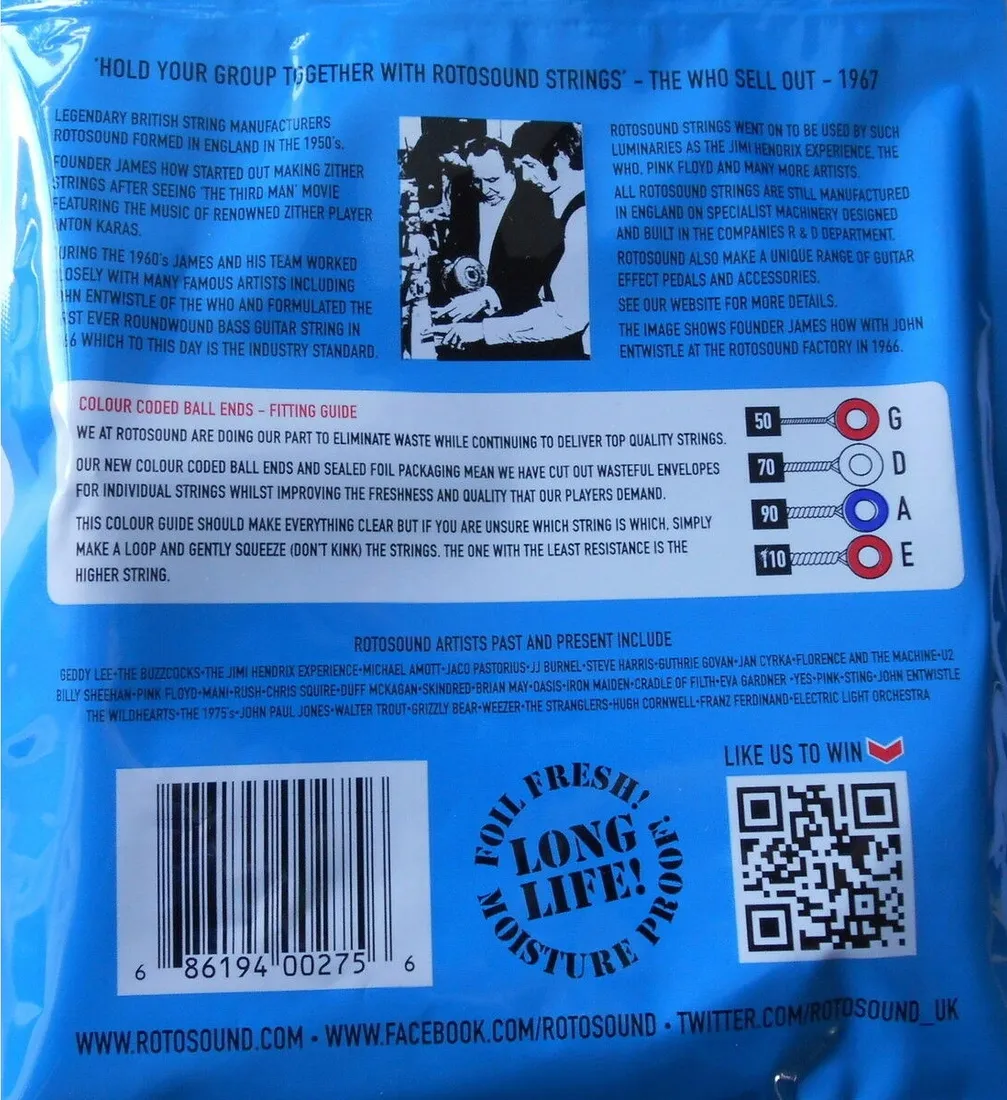 'HOLD YOUR GROUP TOGETHER WITH ROTOSOUND STRINGS' - THE WHO SELL OUT - 1967
LEGENDARY BRITISH STRING MANUFACTURERS
ROTOSOUND FORMED IN ENGLAND IN THE 1950's.
FOUNDER JAMES HOW STARTED OUT MAKING ZITHER
STRINGS AFTER SEEING 'THE THIRD MAN' MOVIE
FEATURING THE MUSIC OF RENOWNED ZITHER PLAYER
ANTON KARAS.
URING THE 1960's JAMES AND HIS TEAM WORKED
LOSELY WITH MANY FAMOUS ARTISTS INCLUDING
HN ENTWISTLE OF THE WHO AND FORMULATED THE
ST EVER ROUNDWOUND BASS GUITAR STRING IN
6 WHICH TO THIS DAY IS THE INDUSTRY STANDARD.
ROTOSOUND STRINGS WENT ON TO BE USED BY SUCH
LUMINARIES AS THE JIMI HENDRIX EXPERIENCE, THE
WHO, PINK FLOYD AND MANY MORE ARTISTS.
ALL ROTOSOUND STRINGS ARE STILL MANUFACTURED
IN ENGLAND ON SPECIALIST MACHINERY DESIGNED
AND BUILT IN THE COMPANIES R & D DEPARTMENT.
ROTOSOUND ALSO MAKE A UNIQUE RANGE OF GUITAR
EFFECT PEDALS AND ACCESSORIES.
SEE OUR WEBSITE FOR MORE DETAILS.
THE IMAGE SHOWS FOUNDER JAMES HOW WITH JOHN
ENTWISTLE AT THE ROTOSOUND FACTORY IN 1966.
COLOUR CODED BALL ENDS - FITTING GUIDE
WE AT ROTOSOUND ARE DOING OUR PART TO ELIMINATE WASTE WHILE CONTINUING TO DELIVER TOP QUALITY STRINGS.
OUR NEW COLOUR CODED BALL ENDS AND SEALED FOIL PACKAGING MEAN WE HAVE CUT OUT WASTEFUL ENVELOPES
FOR INDIVIDUAL STRINGS WHILST IMPROVING THE FRESHNESS AND QUALITY THAT OUR PLAYERS DEMAND.
THIS COLOUR GUIDE SHOULD MAKE EVERYTHING CLEAR BUT IF YOU ARE UNSURE WHICH STRING IS WHICH, SIMPLY
MAKE A LOOP AND GENTLY SQUEEZE (DON'T KINK) THE STRINGS. THE ONE WITH THE LEAST RESISTANCE IS THE
HIGHER STRING.
50 G
70 D
90 A
110 E
ROTOSOUND ARTISTS PAST AND PRESENT INCLUDE
GEDDY LEE•THE BUZZCOCKS•THE JIMI HENDRIX EXPERIENCE•MICHAEL AMOTT•JACO PASTORIUS•JJ BURNEL•STEVE HARRIS•GUTHRIE GOVAN•JAN CYRKA•FLORENCE AND THE MACHINE•U2
BILLY SHEEHAN•PINK FLOYD•MANI•RUSH•CHRIS SQUIRE•DUFF MCKAGAN•SKINDRED•BRIAN MAY•OASIS•IRON MAIDEN•CRADLE OF FILTH•EVA GARDNER •YES•PINK•STING•JOHN ENTWISTLE
THE WILDHEARTS•THE 1975's•JOHN PAUL JONES•WALTER TROUT•GRIZZLY BEAR•WEEZER•THE STRANGLERS•HUGH CORNWELL•FRANZ FERDINAND•ELECTRIC LIGHT ORCHESTRA
6 86194 00275 6
FOIL FRESH!
LONG
LIFE!
MOISTURE PROOF!
LIKE US TO WIN
WWW.ROTOSOUND.COM • WWW.FACEBOOK.COM/ROTOSOUND • TWITTER.COM/ROTOSOUND_UK